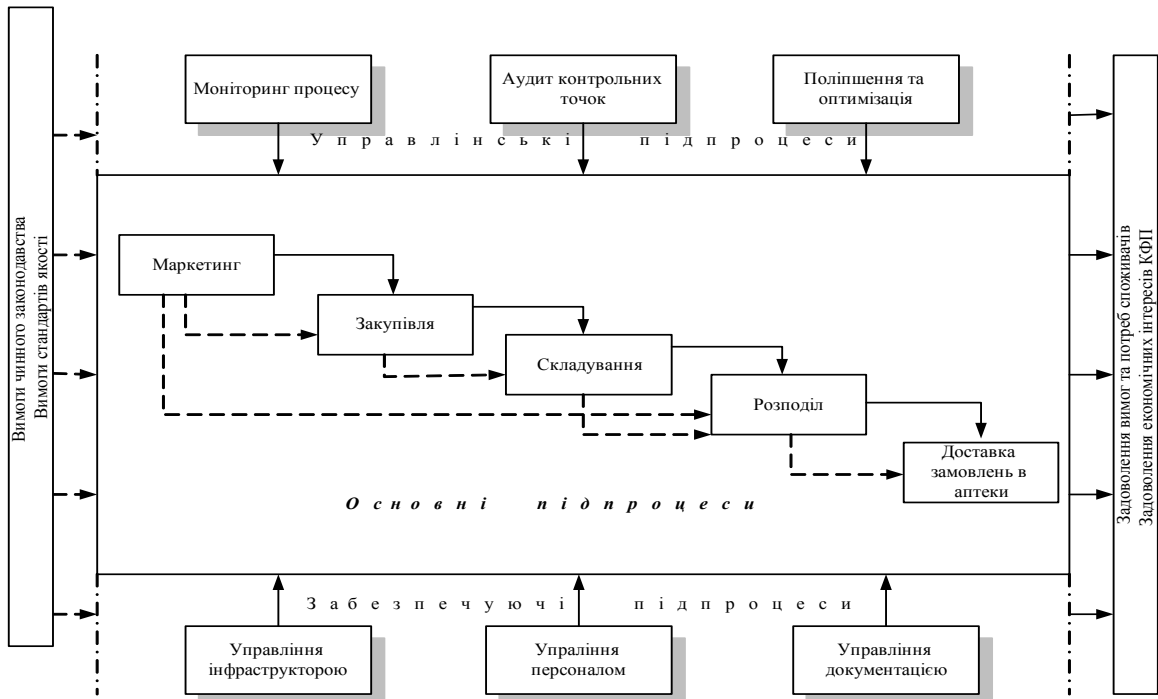 Вимоги чинного законодавства
Вимоги стандартів якості
Моніторинг процесу
Аудит контрольних
точок
Поліпшення та
оптимізація
Управлінські підпроцеси
Маркетинг
Закупівля
Складування
Розподіл
Доставка
замовлень в
аптеки
Основні підпроцеси
Забезпечуючі підпроцеси
Управління
інфраструкторою
Упраління
персоналом
Управління
документацією
Задоволення вимог та потреб споживачів
Задоволення економічних інтересів КФП